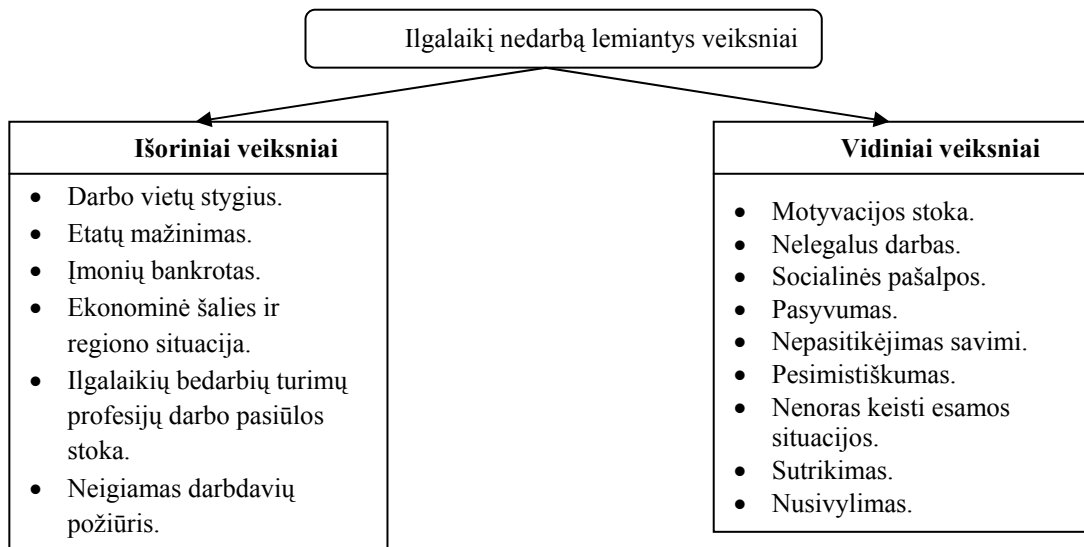 Ilgalaikį nedarbą lemiantys veiksniai
Išoriniai veiksniai
• Darbo vietų stygius.
• Etatų mažinimas.
• Įmonių bankrotas.
• Ekonominė šalies ir
regiono situacija.
• Ilgalaikių bedarbių turimų
profesijų darbo pasiūlos
stoka.
• Neigiamas darbdavių
požiūris.
Vidiniai veiksniai
• Motyvacijos stoka.
• Nelegalus darbas.
• Socialinės pašalpos.
• Pasyvumas.
• Nepasitikėjimas savimi.
• Pesimistiškumas.
• Nenoras keisti esamos
situacijos.
• Sutrikimas.
• Nusivylimas.